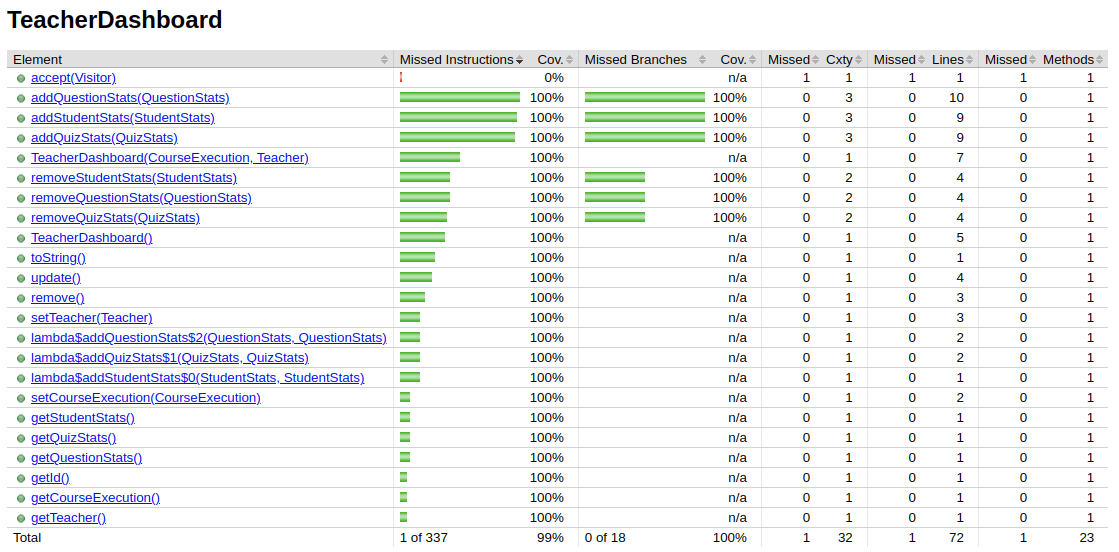 TeacherDashboard
Element Missed Instructions Cov. Missed Branches Cov. Missed Cxty Missed Lines Missed Methods
accept(Visitor) 0% n/a 1 1 1 1 1 1
addQuestionStats(QuestionStats) 100% 100% 0 3 0 10 0 1
addStudentStats(StudentStats) 100% 100% 0 3 0 9 0 1
addQuizStats(QuizStats) 100% 100% 0 3 0 9 0 1
TeacherDashboard(CourseExecution, Teacher) 100% n/a 0 1 0 7 0 1
removeStudentStats(StudentStats) 100% 100% 0 2 0 4 0 1
removeQuestionStats(QuestionStats) 100% 100% 0 2 0 4 0 1
removeQuizStats(QuizStats) 100% 100% 0 2 0 4 0 1
TeacherDashboard() 100% n/a 0 1 0 5 0 1
toString() 100% n/a 0 1 0 1 0 1
update() 100% n/a 0 1 0 4 0 1
remove() 100% n/a 0 1 0 3 0 1
setTeacher(Teacher) 100% n/a 0 1 0 3 0 1
lambda$addQuestionStats$2(QuestionStats, QuestionStats) 100% n/a 0 1 0 2 0 1
lambda$addQuizStats$1(QuizStats, QuizStats) 100% n/a 0 1 0 2 0 1
lambda$addStudentStats$0(StudentStats, StudentStats) 100% n/a 0 1 0 1 0 1
setCourseExecution(CourseExecution) 100% n/a 0 1 0 2 0 1
getStudentStats() 100% n/a 0 1 0 1 0 1
getQuizStats() 100% n/a 0 1 0 1 0 1
getQuestionStats() 100% n/a 0 1 0 1 0 1
getId() 100% n/a 0 1 0 1 0 1
getCourseExecution() 100% n/a 0 1 0 1 0 1
getTeacher() 100% n/a 0 1 0 1 0 1
Total 1 of 337 99% 0 of 18 100% 1 32 1 72 1 23